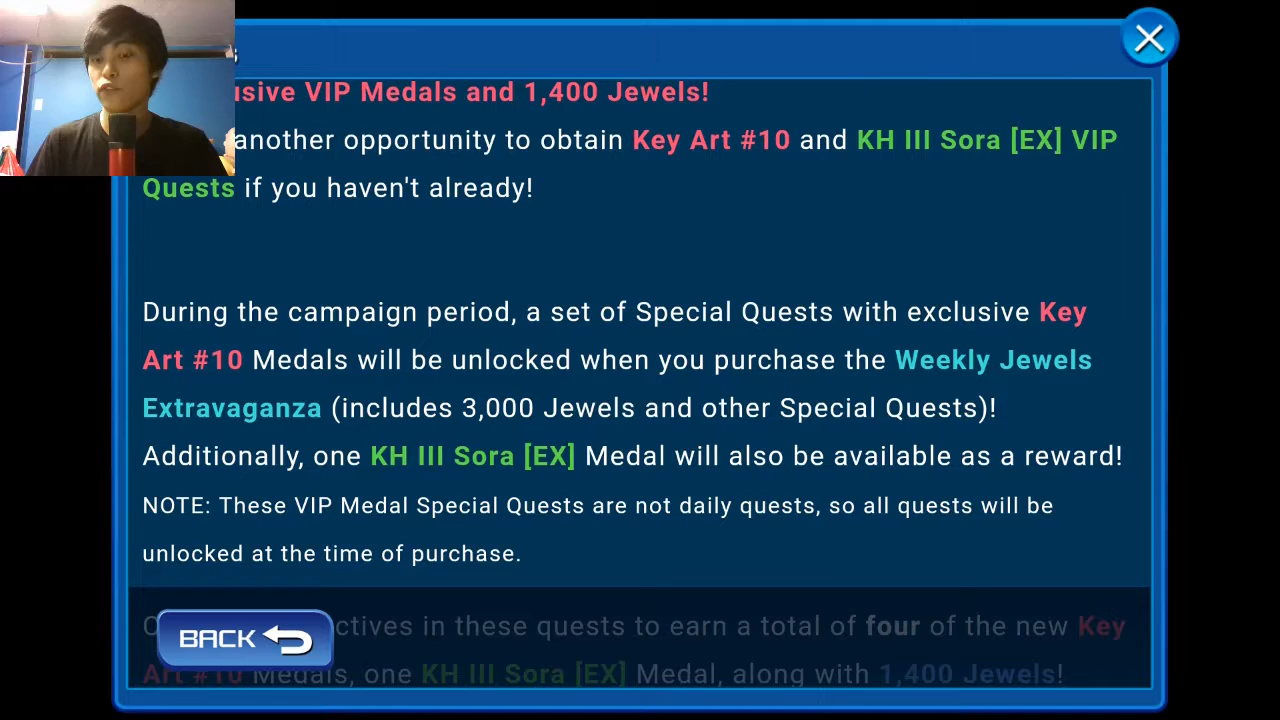 usive VIP Medals and 1,400 Jewels!
another opportunity to obtain Key Art #10 and KH III Sora [EX] VIP
Quests if you haven't already!
During the campaign period, a set of Special Quests with exclusive Key
Art #10 Medals will be unlocked when you purchase the Weekly Jewels
Extravaganza (includes 3,000 Jewels and other Special Quests)!
Additionally, one KH III Sora [EX] Medal will also be available as a reward!
NOTE: These VIP Medal Special Quests are not daily quests, so all quests will be
unlocked at the time of purchase.
ctives in these quests to earn a total of four of the new Key
BACK
Art #10 Medals, one KH III Sora [EX] Medal, along with 1,400 Jewels!